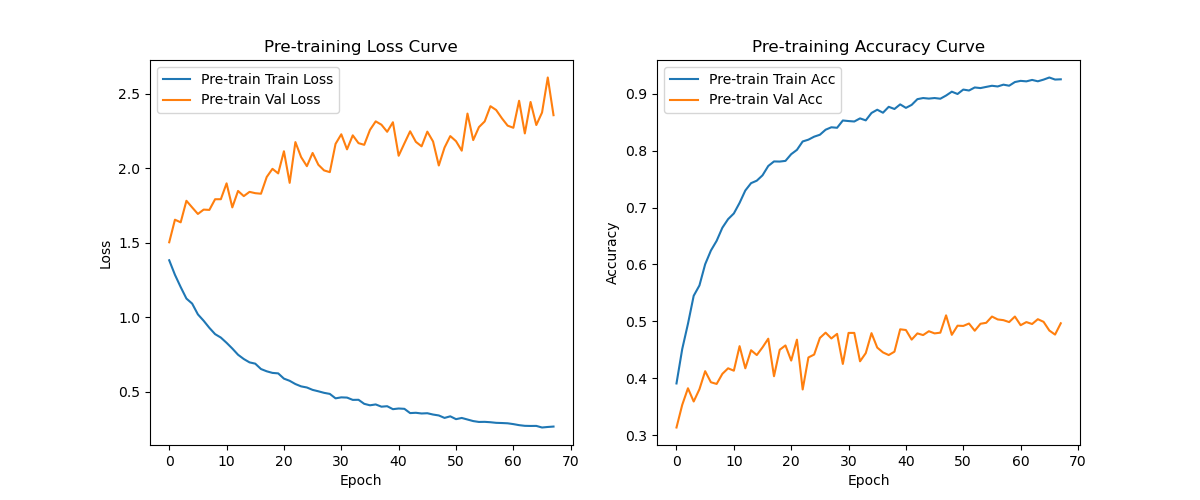 Pre-training Loss Curve
Pre-train Train Loss
Pre-train Val Loss
2.5
2.0
1.5
1.0
0.5
Loss
0 10 20 30 40 50 60 70
Epoch
Pre-training Accuracy Curve
Pre-train Train Acc
Pre-train Val Acc
0.9
0.8
0.7
0.6
0.5
0.4
0.3
Accuracy
0 10 20 30 40 50 60 70
Epoch